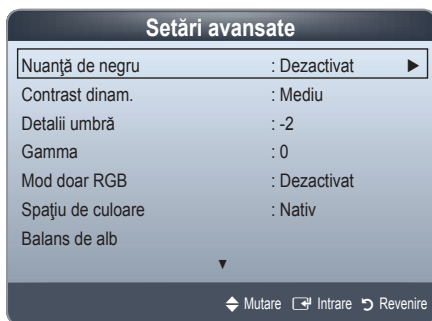 Setări avansate
Nuanţă de negru : Dezactivat ►
Contrast dinam. : Mediu
Detalii umbră : -2
Gamma : 0
Mod doar RGB : Dezactivat
Spaţiu de culoare : Nativ
Balans de alb
▼
Mutare Intrare Revenire